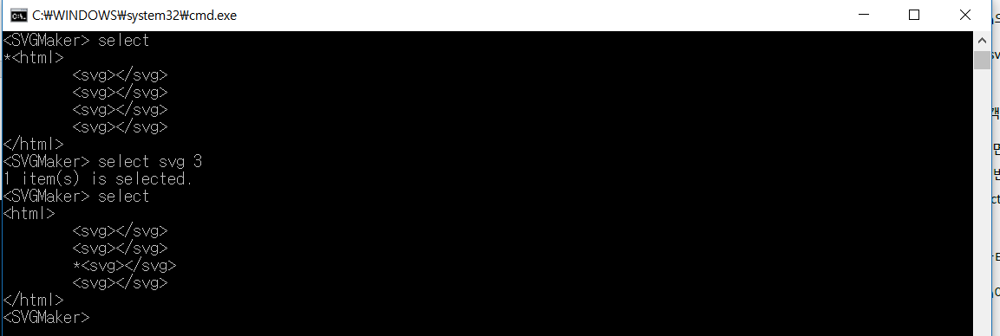 C:₩WINDOWS₩system32₩cmd.exe
<SVGMaker> select
*<html>
        <svg></svg>
        <svg></svg>
        <svg></svg>
        <svg></svg>
</html>
<SVGMaker> select svg 3
1 item(s) is selected.
<SVGMaker> select
<html>
        <svg></svg>
        <svg></svg>
        *<svg></svg>
        <svg></svg>
</html>
<SVGMaker>